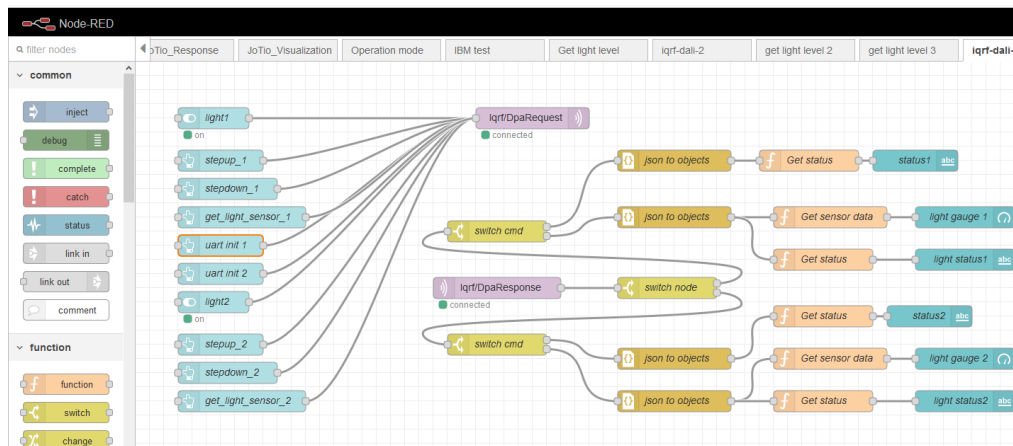 Node-RED
filter nodes
oTio_Response
JoTio_Visualization
Operation mode
IBM test
Get light level
iqrf-dali-2
get light level 2
get light level 3
iqrf-dali-
common
inject
debug
complete
catch
status
link in
link out
comment
function
function
switch
change
light1
on
stepup_1
stepdown_1
get_light_sensor_1
uart init 1
uart init 2
light2
on
stepup_2
stepdown_2
get_light_sensor_2
Iqrf/DpaRequest
connected
switch cmd
Iqrf/DpaResponse
connected
switch cmd
switch node
json to objects
Get status
status1
abc
json to objects
Get sensor data
light gauge 1
Get status
light status1
abc
Get status
status2
abc
json to objects
Get sensor data
light gauge 2
json to objects
Get status
light status2
abc